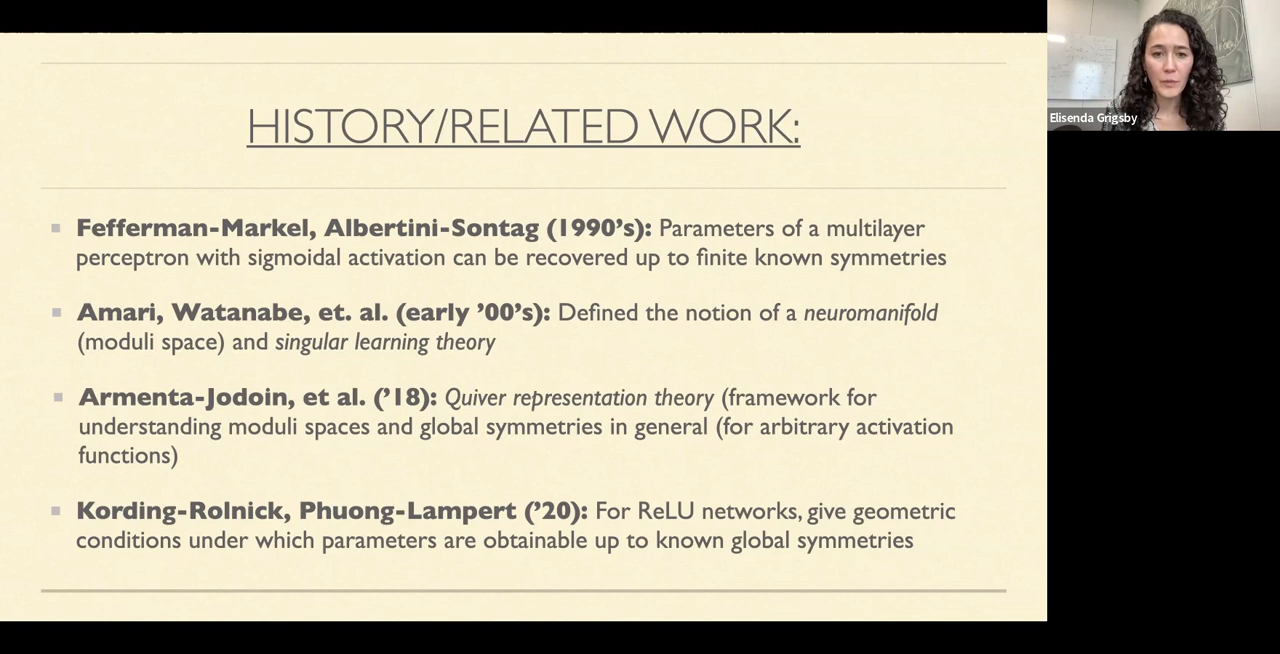 HISTORY/RELATED WORK:
Fefferman-Markel, Albertini-Sontag (1990’s): Parameters of a multilayer
perceptron with sigmoidal activation can be recovered up to finite known symmetries
Amari, Watanabe, et. al. (early ’00’s): Defined the notion of a neuromanifold
(moduli space) and singular learning theory
Armenta-Jodoin, et al. (’18): Quiver representation theory (framework for
understanding moduli spaces and global symmetries in general (for arbitrary activation
functions)
Kording-Rolnick, Phuong-Lampert (’20): For ReLU networks, give geometric
conditions under which parameters are obtainable up to known global symmetries
Elisenda Grigsby